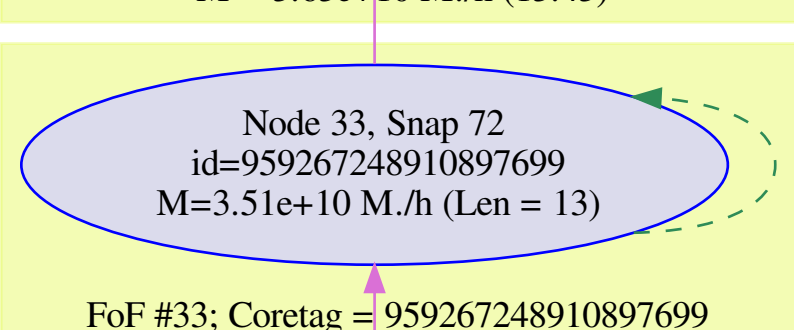 Node 33, Snap 72
id=959267248910897699
M=3.51e+10 M./h (Len = 13)
FoF #33; Coretag = 959267248910897699